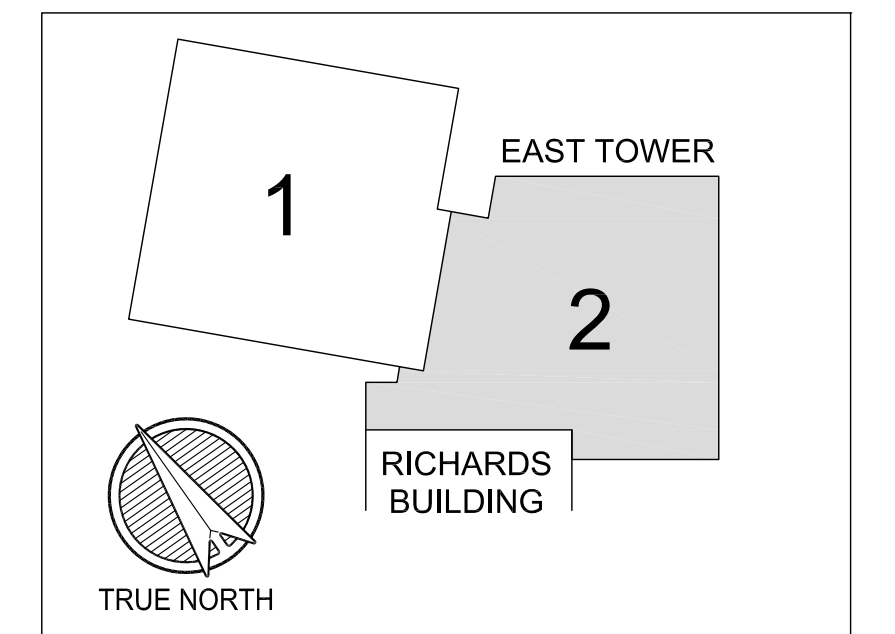 EAST TOWER
1
2
RICHARDS
BUILDING
TRUE NORTH